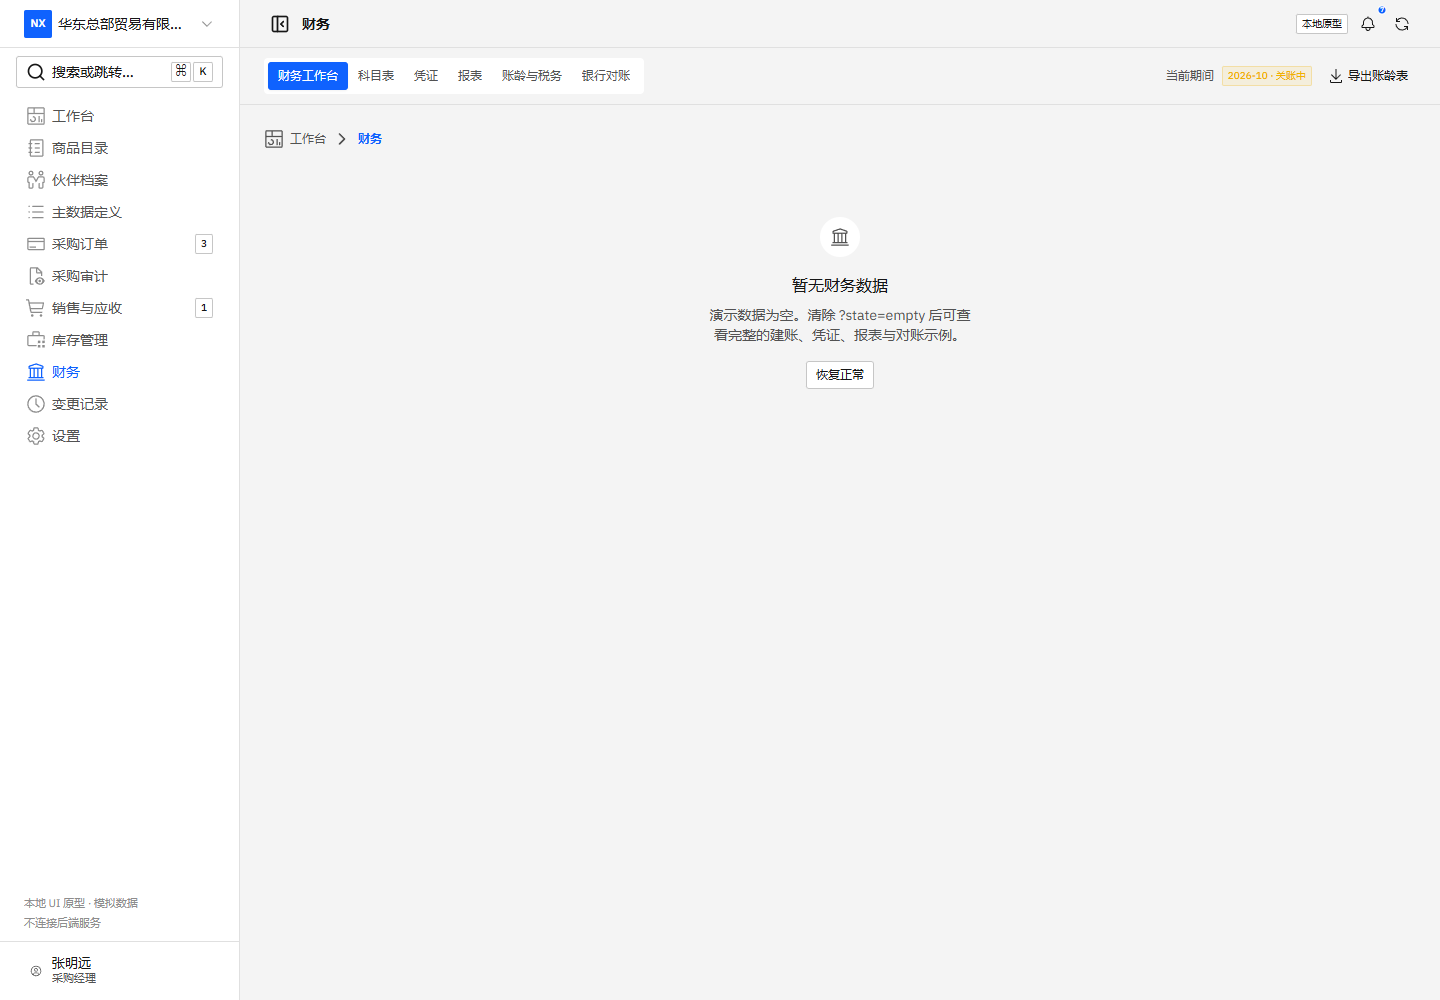 NX 华东总部贸易有限...
搜索或跳转... ⌘ K
工作台
商品目录
伙伴档案
主数据定义
采购订单 3
采购审计
销售与应收 1
库存管理
财务
变更记录
设置
本地 UI 原型 · 模拟数据
不连接后端服务
张明远
采购经理
财务
本地原型
财务工作台 科目表 凭证 报表 账龄与税务 银行对账
当前期间 2026-10 · 关账中 导出账龄表
工作台 财务
暂无财务数据
演示数据为空。清除 ?state=empty 后可查
看完整的建账、凭证、报表与对账示例。
恢复正常